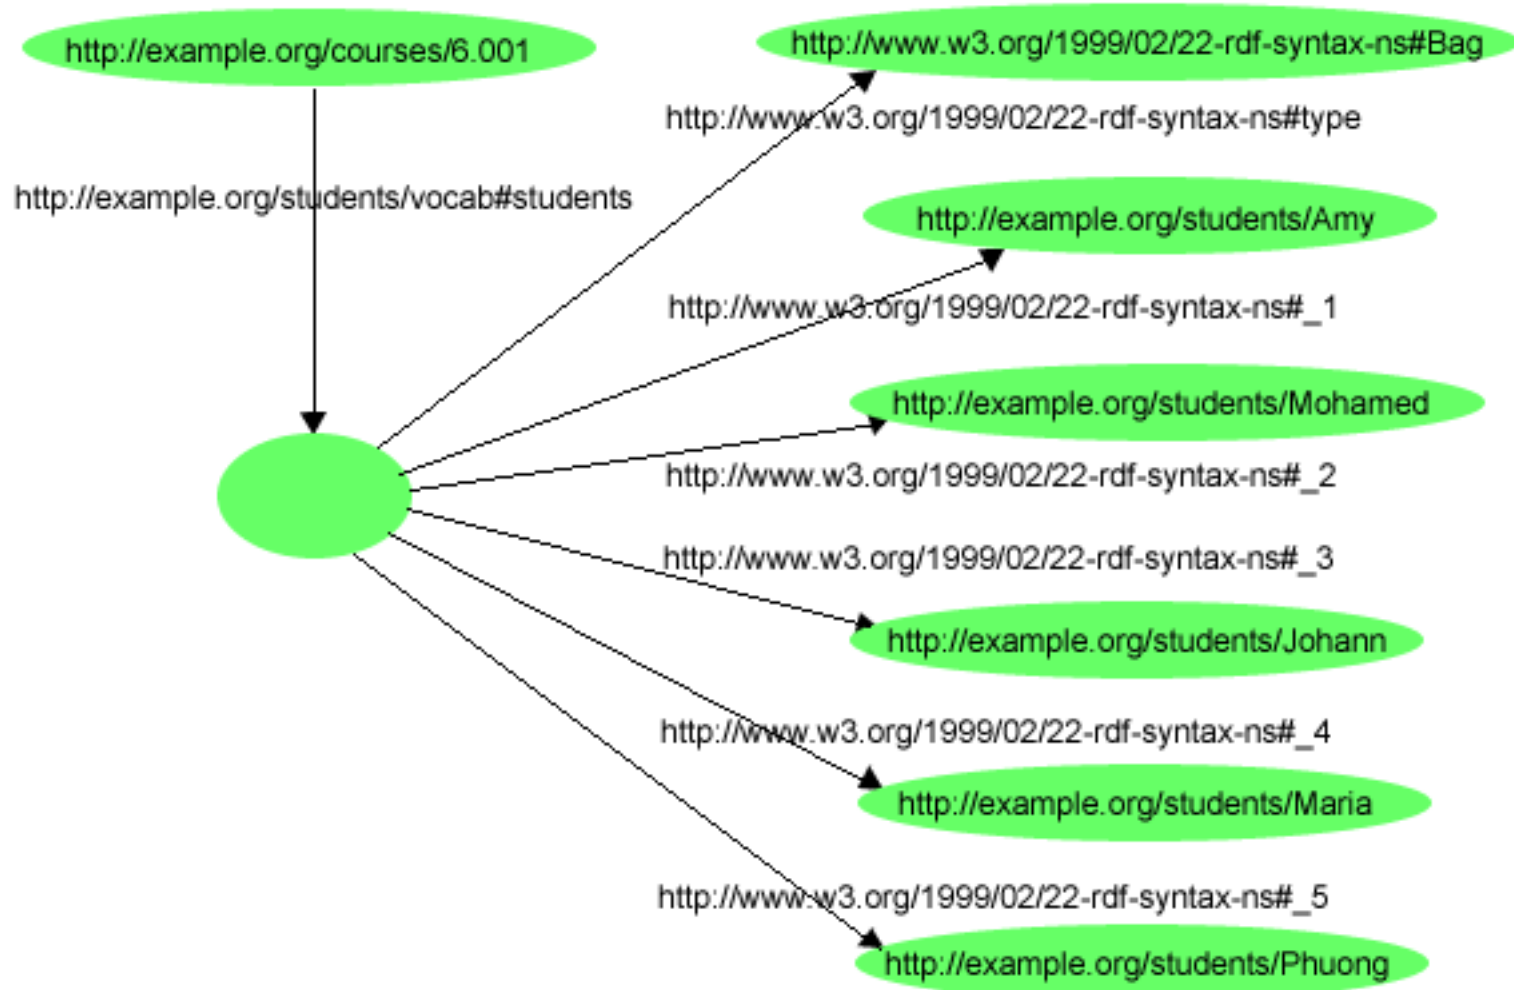 http://example.org/courses/6.001
http://www.w3.org/1999/02/22-rdf-syntax-ns#Bag
http://www.w3.org/1999/02/22-rdf-syntax-ns#type
http://example.org/students/vocab#students
http://example.org/students/Amy
http://www.w3.org/1999/02/22-rdf-syntax-ns#_1
http://example.org/students/Mohamed
http://www.w3.org/1999/02/22-rdf-syntax-ns#_2
http://www.w3.org/1999/02/22-rdf-syntax-ns#_3
http://example.org/students/Johann
http://www.w3.org/1999/02/22-rdf-syntax-ns#_4
http://example.org/students/Maria
http://www.w3.org/1999/02/22-rdf-syntax-ns#_5
http://example.org/students/Phuong